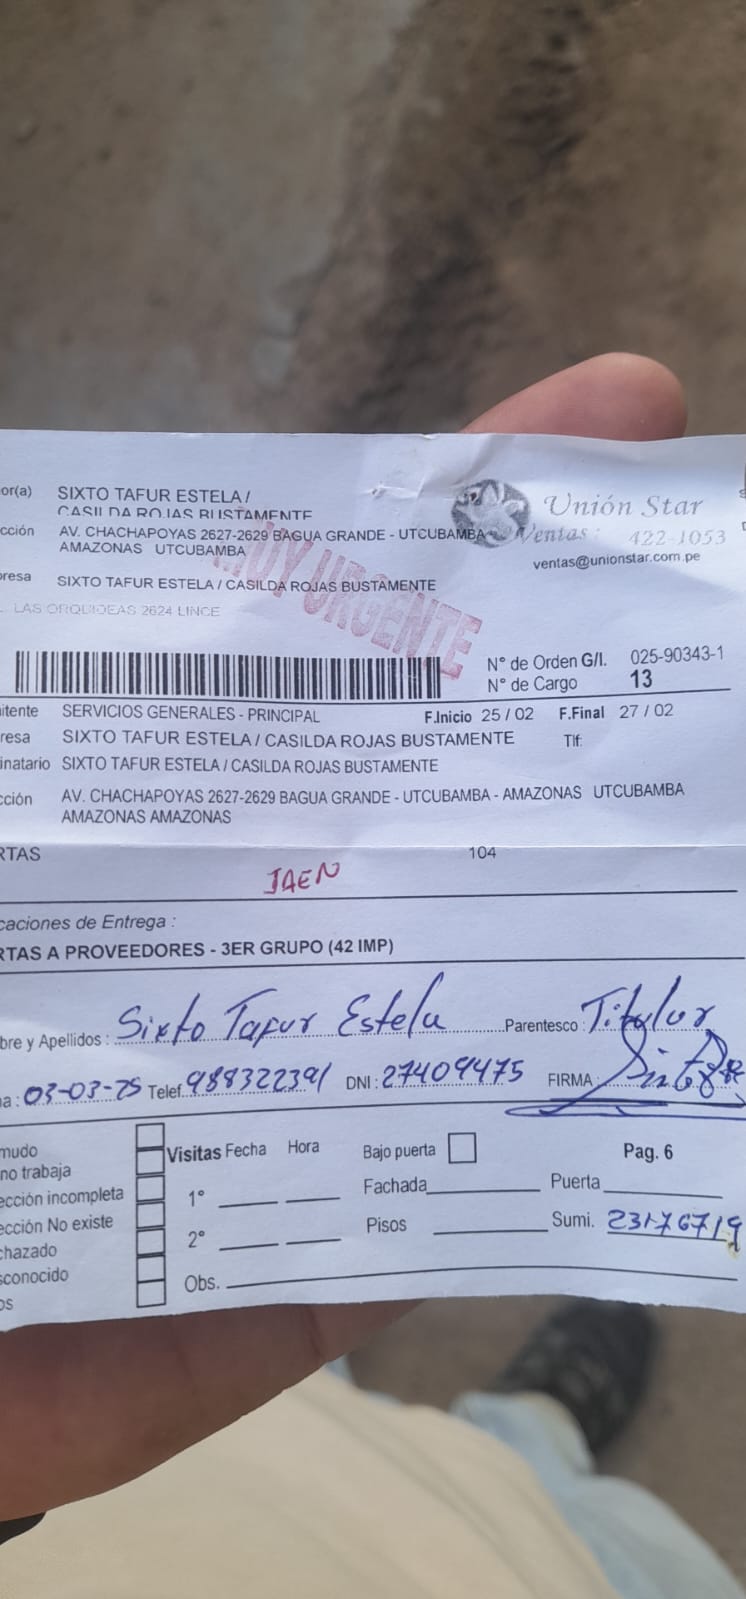 or(a) SIXTO TAFUR ESTELA /
CASILDA ROJAS BUSTAMENTE
cción AV. CHACHAPOYAS 2627-2629 BAGUA GRANDE - UTCUBAMBA-
AMAZONAS UTCUBAMBA
resa SIXTO TAFUR ESTELA / CASILDA ROJAS BUSTAMENTE
LAS ORQUIDEAS 2624 LINCE
Unión Star
Ventas: 422-1053
ventas@unionstar.com.pe
MUY URGENTE
N° de Orden G/I. 025-90343-1
N° de Cargo 13
itente SERVICIOS GENERALES - PRINCIPAL F.Inicio 25 / 02 F.Final 27 / 02
resa SIXTO TAFUR ESTELA / CASILDA ROJAS BUSTAMENTE Tlf:
inatario SIXTO TAFUR ESTELA / CASILDA ROJAS BUSTAMENTE
cción AV. CHACHAPOYAS 2627-2629 BAGUA GRANDE - UTCUBAMBA - AMAZONAS UTCUBAMBA
AMAZONAS AMAZONAS
RTAS 104
JAEN
caciones de Entrega :
RTAS A PROVEEDORES - 3ER GRUPO (42 IMP)
bre y Apellidos : Sixto Tafur Estela Parentesco : Titular
a : 03-03-25 Telef. 988322391 DNI : 27409475 FIRMA :
mudo
no trabaja
ección incompleta
ección No existe
chazado
sconocido
os
Visitas Fecha Hora Bajo puerta Pag. 6
1° Fachada Puerta
2° Pisos Sumi. 23176719
Obs.